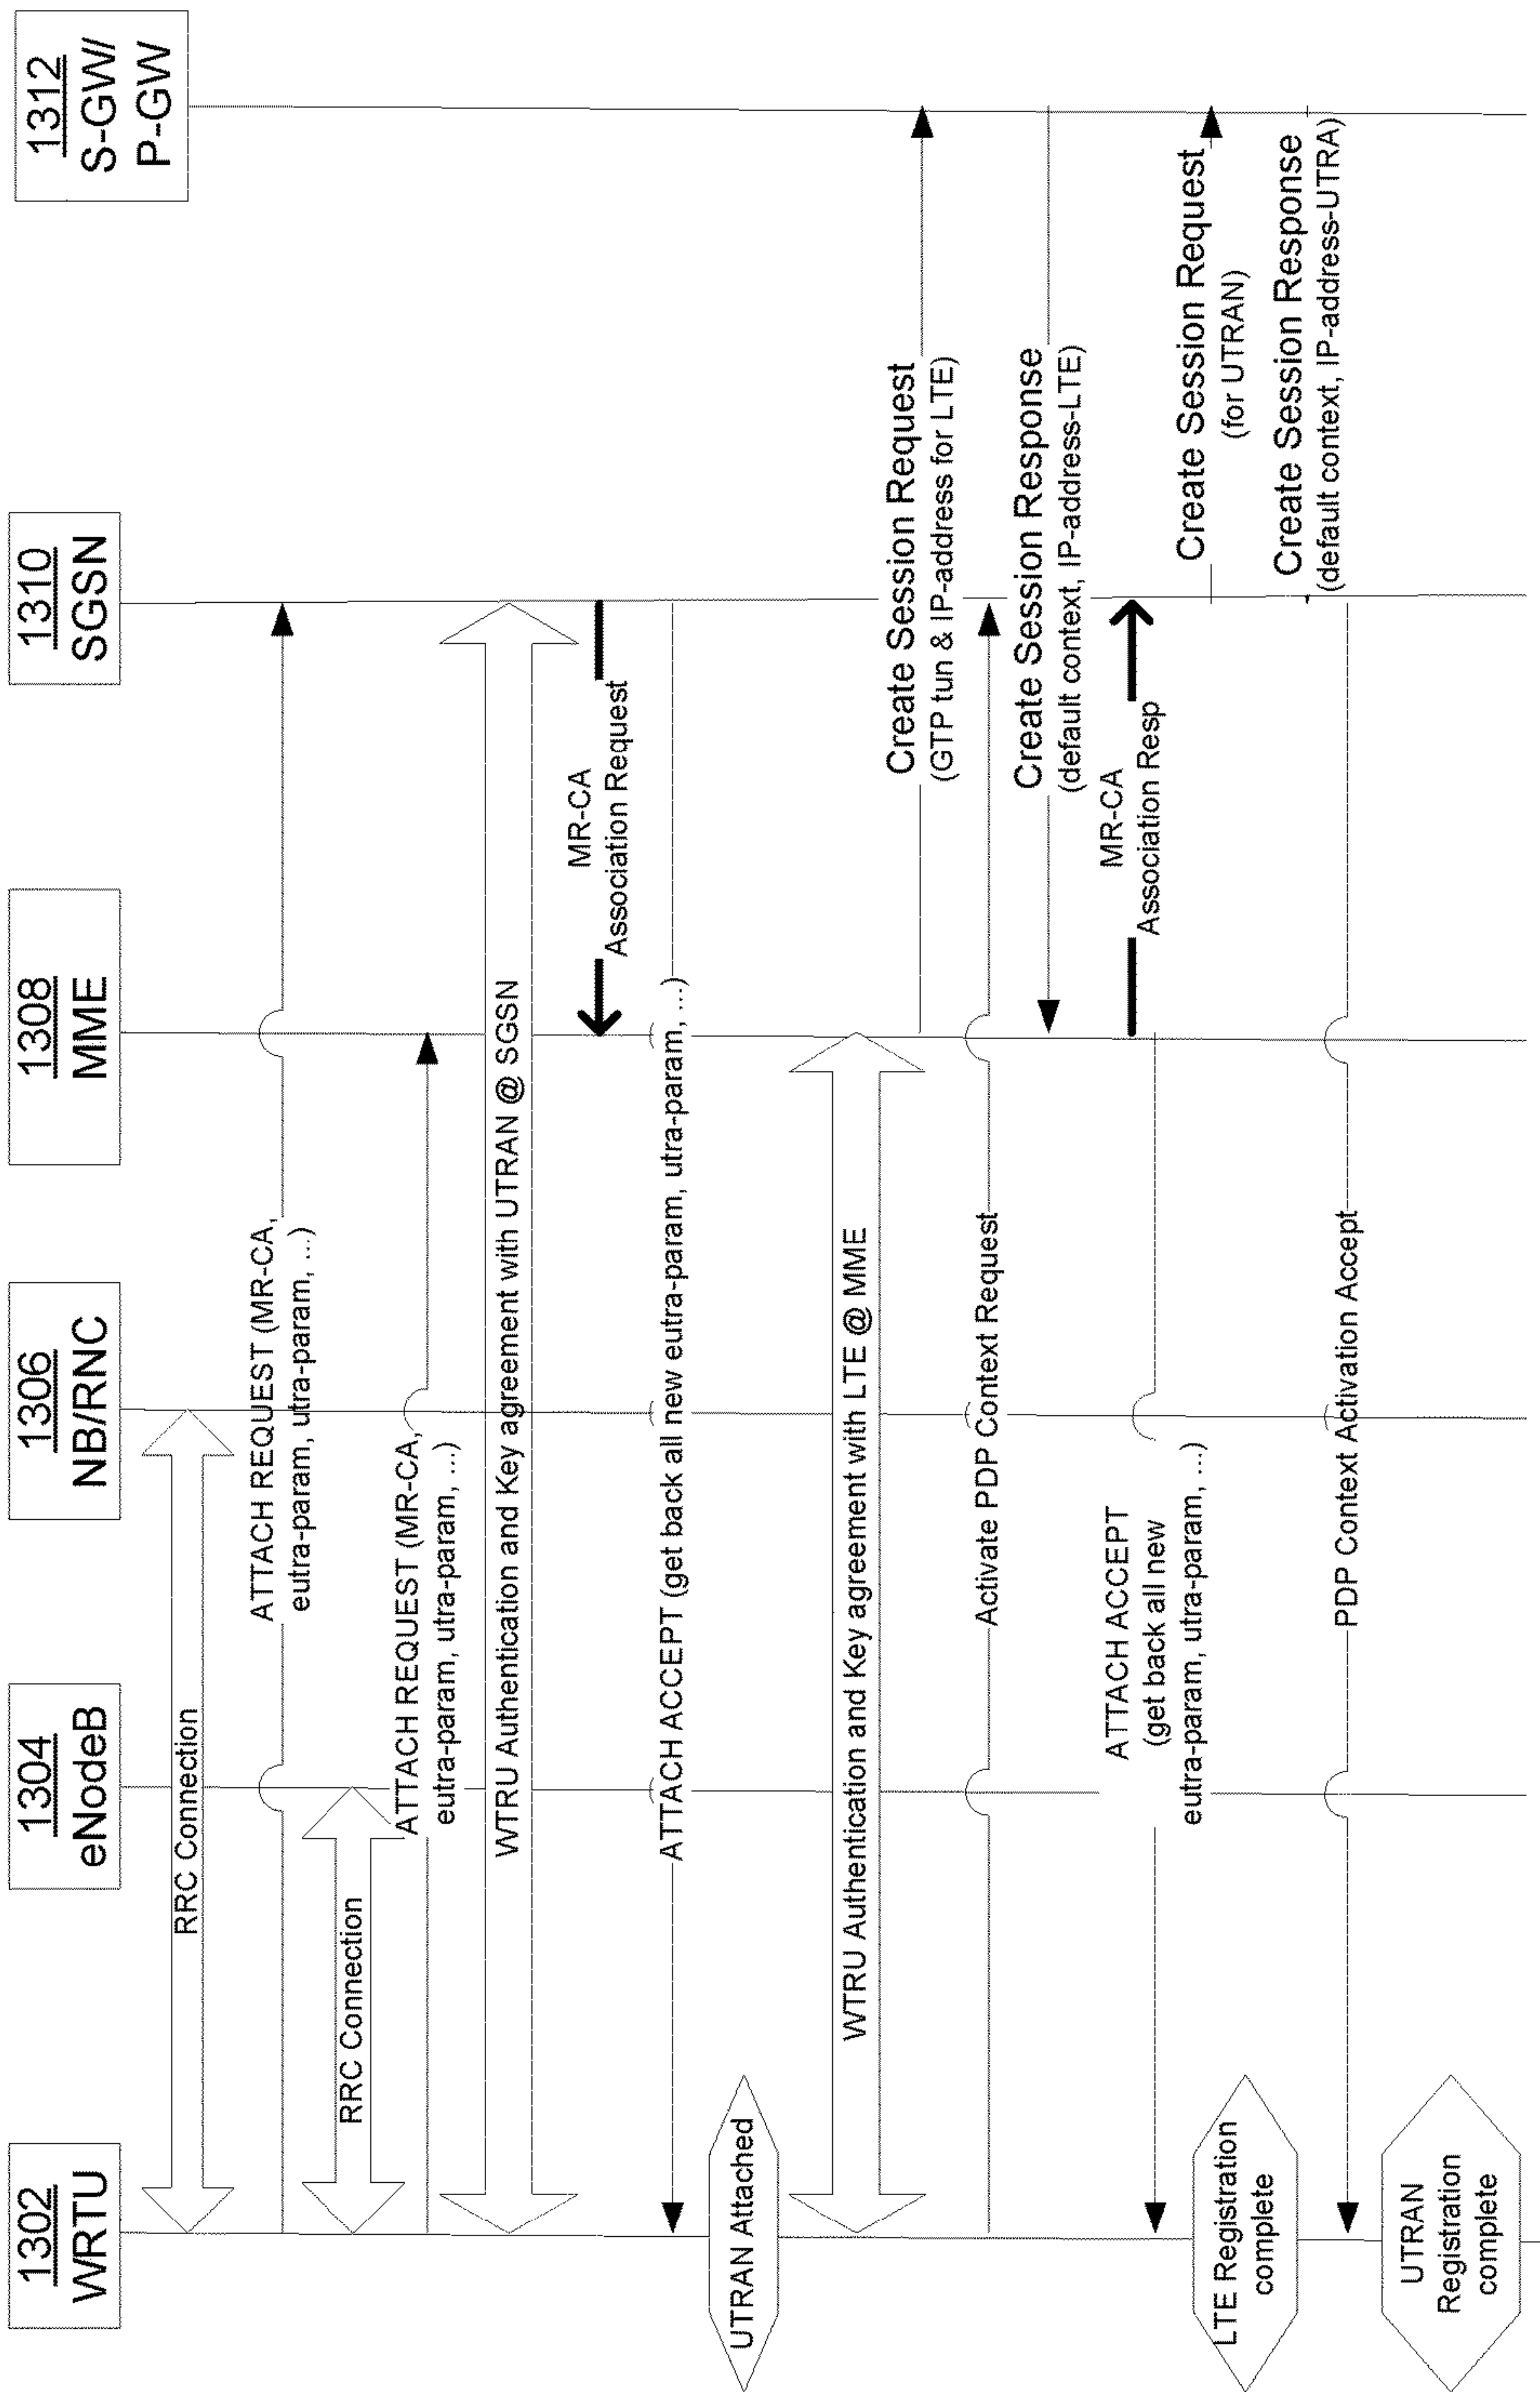 1302
WRTU
1304
eNodeB
1306
NB/RNC
1308
MME
1310
SGSN
1312
S-GW/
P-GW
RRC Connection
ATTACH REQUEST (MR-CA,
eutra-param, utra-param, ...)
RRC Connection
ATTACH REQUEST (MR-CA,
eutra-param, utra-param, ...)
WTRU Authentication and Key agreement with UTRAN @ SGSN
MR-CA
Association Request
ATTACH ACCEPT (get back all new eutra-param, utra-param, ...)
UTRAN Attached
WTRU Authentication and Key agreement with LTE @ MME
Create Session Request
(GTP tun & IP-address for LTE)
Activate PDP Context Request
Create Session Response
(default context, IP-address-LTE)
MR-CA
Association Resp
ATTACH ACCEPT
(get back all new
eutra-param, utra-param, ...)
Create Session Request
(for UTRAN)
LTE Registration
complete
Create Session Response
(default context, IP-address-UTRA)
PDP Context Activation Accept
UTRAN
Registration
complete